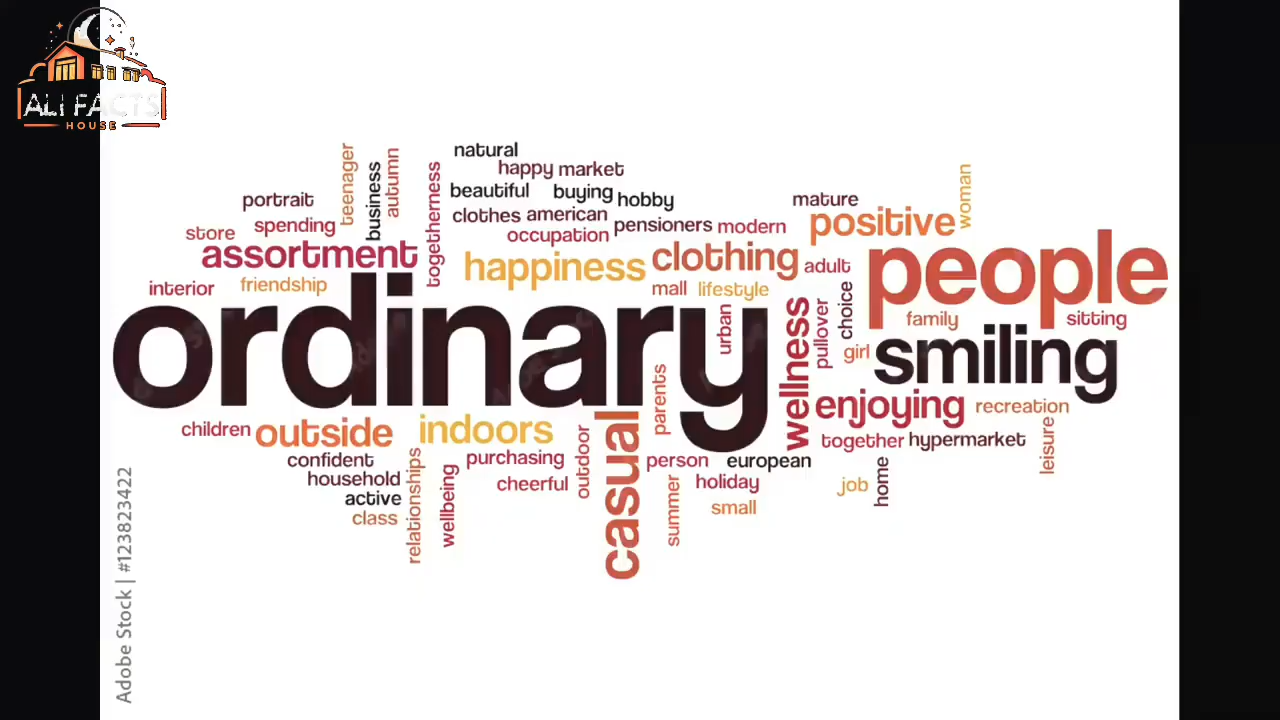 ALI FACTS
HOUSE
natural
happy market
teenager
business
autumn
togetherness
beautiful buying hobby
woman
portrait
mature
clothes american
spending
pensioners modern
positive
store
occupation
assortment
happiness
clothing
adult
people
interior
friendship
mall lifestyle
choice
family
sitting
ordinary
urban
wellness
pullover
girl
smiling
parents
enjoying
recreation
children
outside
indoors
casual
together hypermarket
leisure
confident
relationships
wellbeing
purchasing
outdoor
person
european
home
household
cheerful
summer
holiday
job
active
small
class
Adobe Stock | #123823422